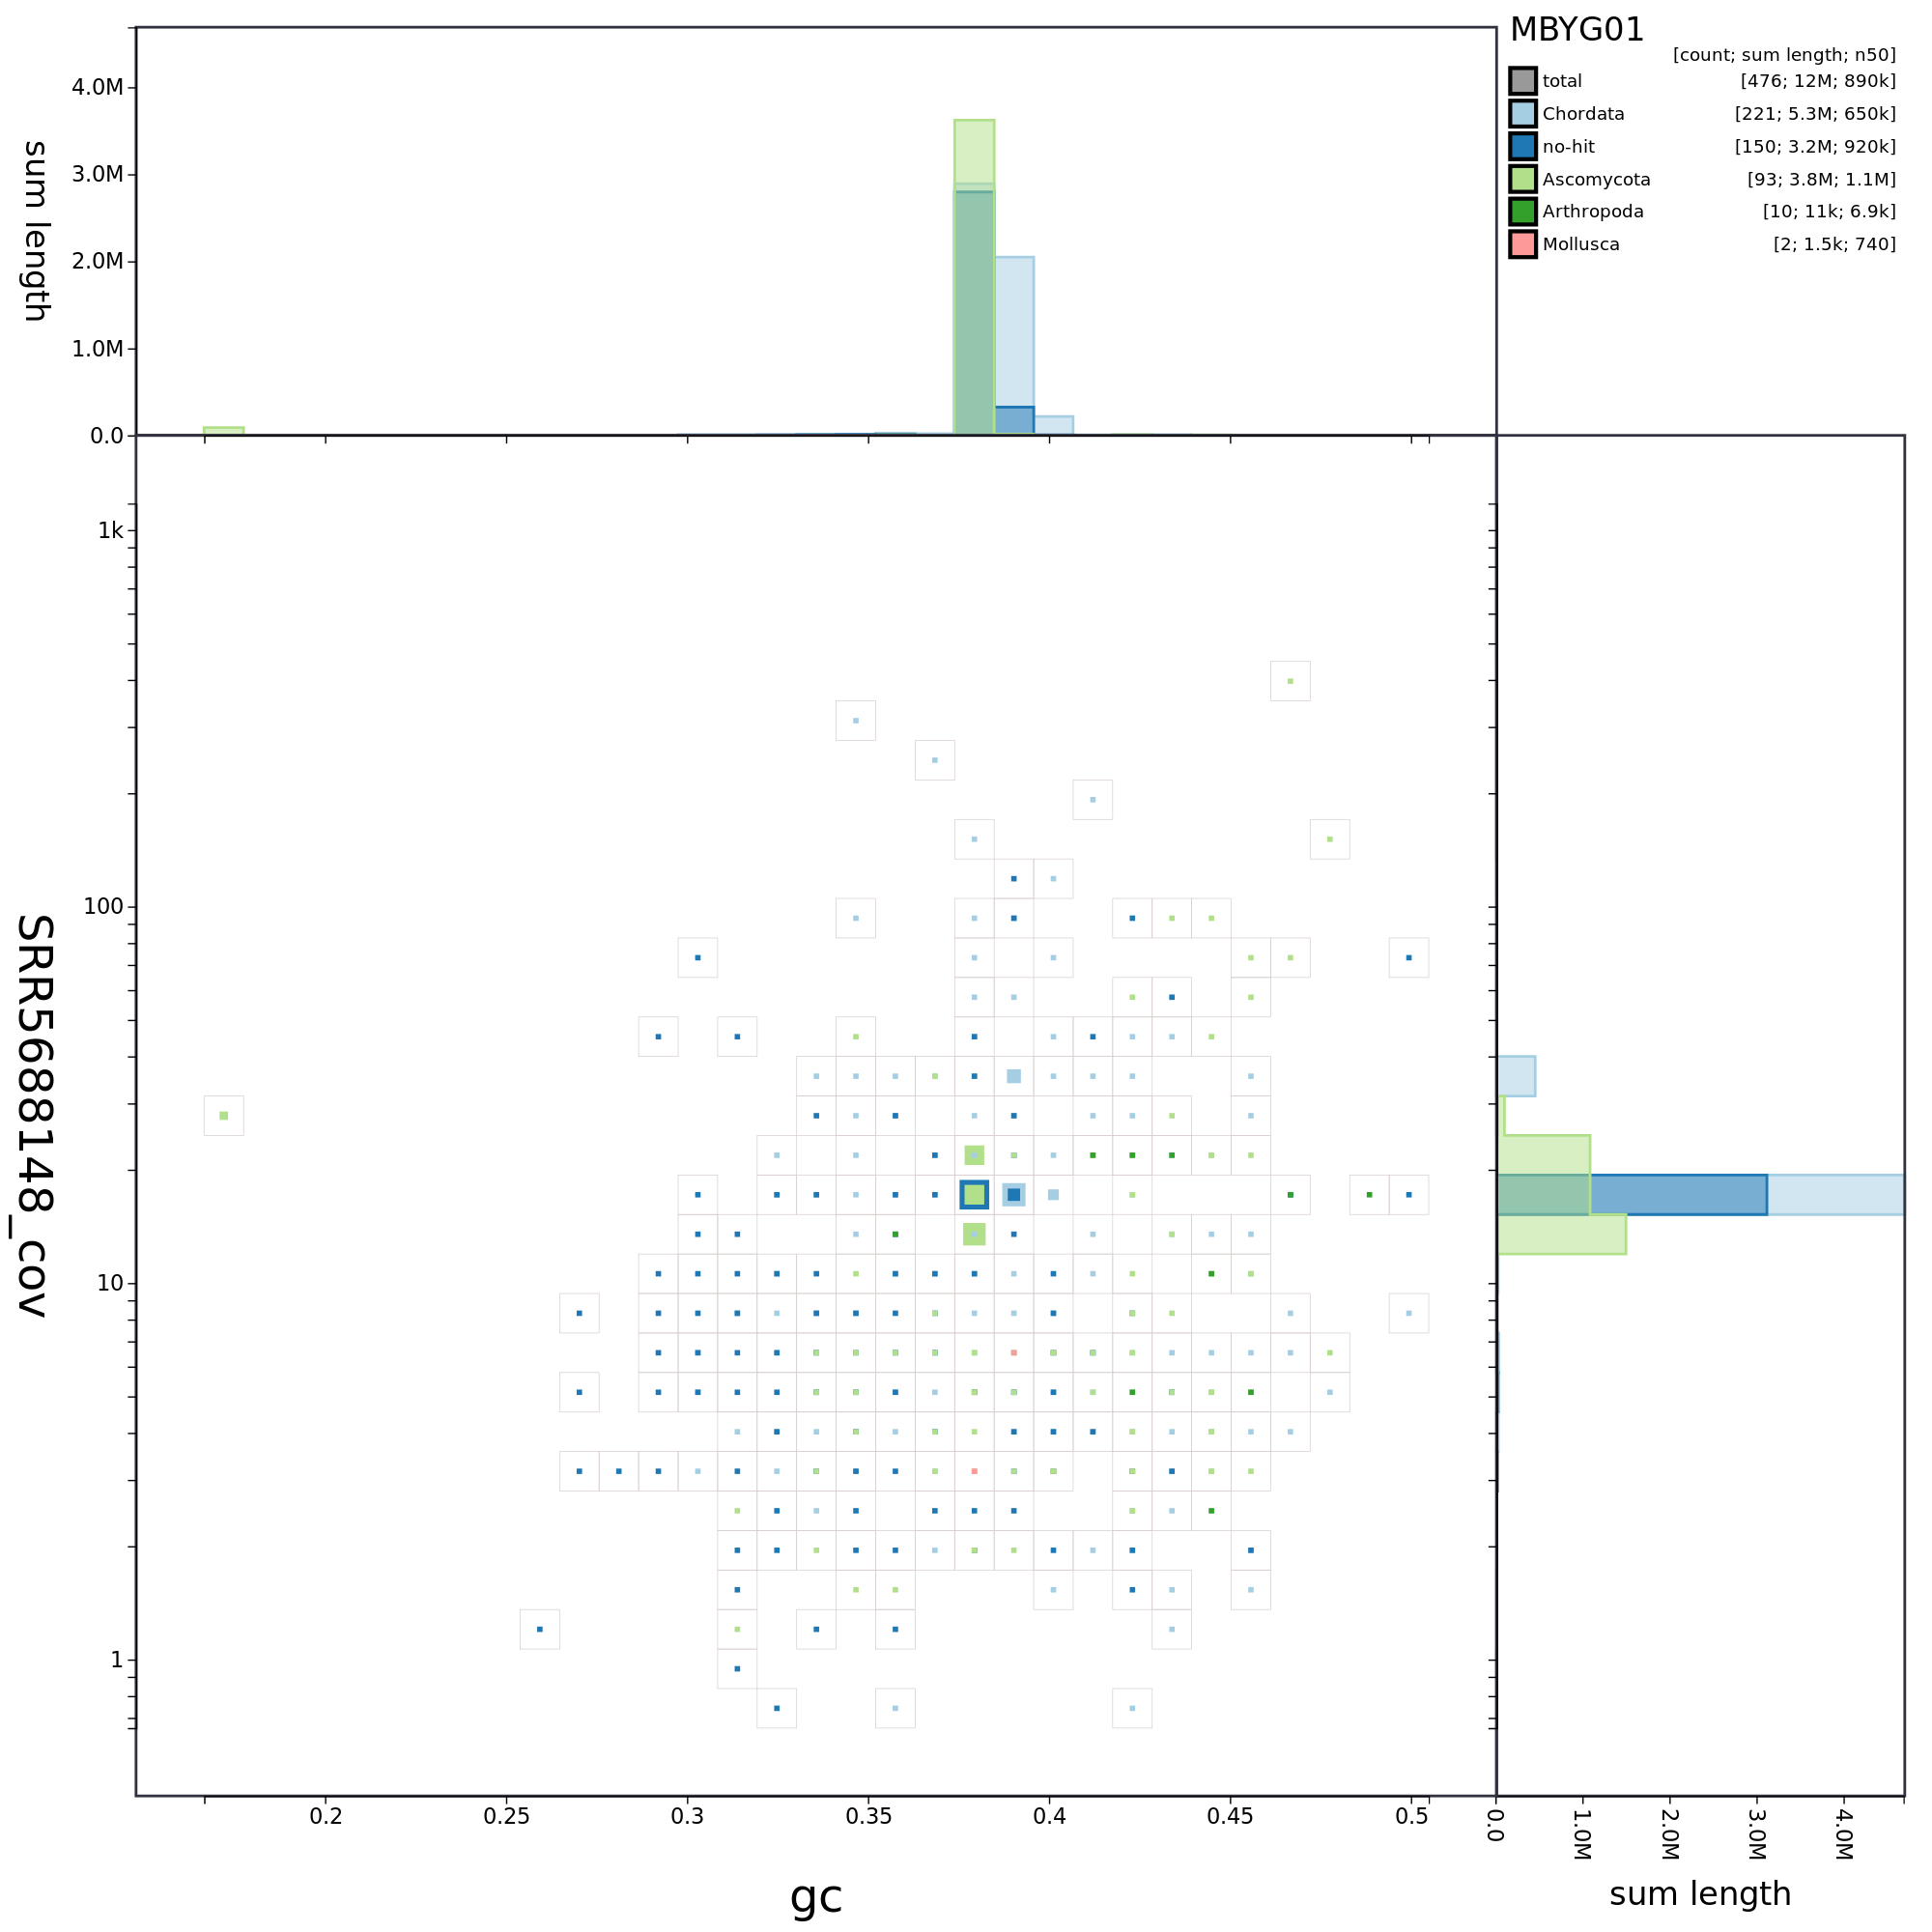 MBYG01
[count; sum length; n50]
total [476; 12M; 890k]
Chordata [221; 5.3M; 650k]
no-hit [150; 3.2M; 920k]
Ascomycota [93; 3.8M; 1.1M]
Arthropoda [10; 11k; 6.9k]
Mollusca [2; 1.5k; 740]
sum length
4.0M
3.0M
2.0M
1.0M
0.0
SRR5688148_cov
1k
100
10
1
0.2 0.25 0.3 0.35 0.4 0.45 0.5
gc
0.0 1.0M 2.0M 3.0M 4.0M
sum length